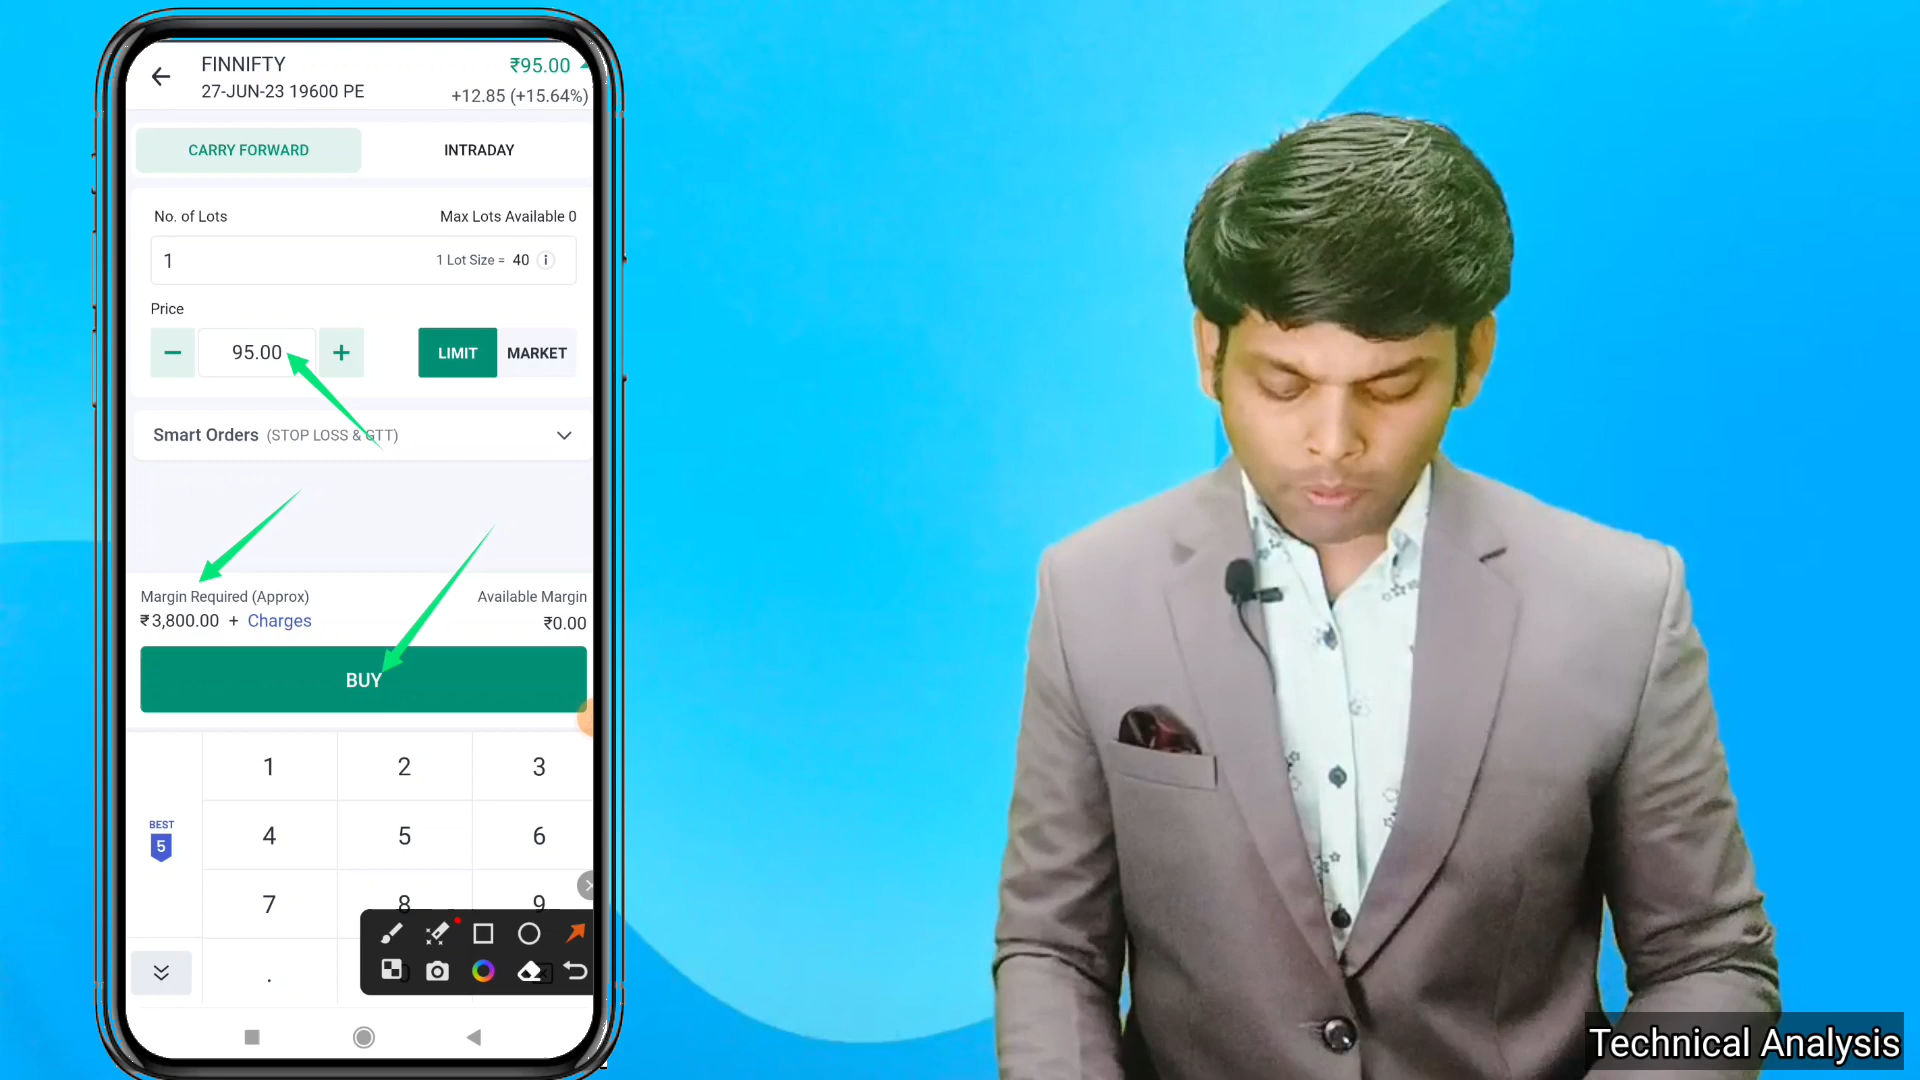 FINNIFTY
₹95.00
27-JUN-23 19600 PE
+12.85 (+15.64%)
CARRY FORWARD
INTRADAY
No. of Lots
Max Lots Available 0
1
1 Lot Size = 40
Price
95.00
LIMIT
MARKET
Smart Orders (STOP LOSS & GTT)
Margin Required (Approx)
Available Margin
₹3,800.00 + Charges
₹0.00
BUY
1 2 3
BEST
5
4 5 6
7 8 9
.
Technical Analysis